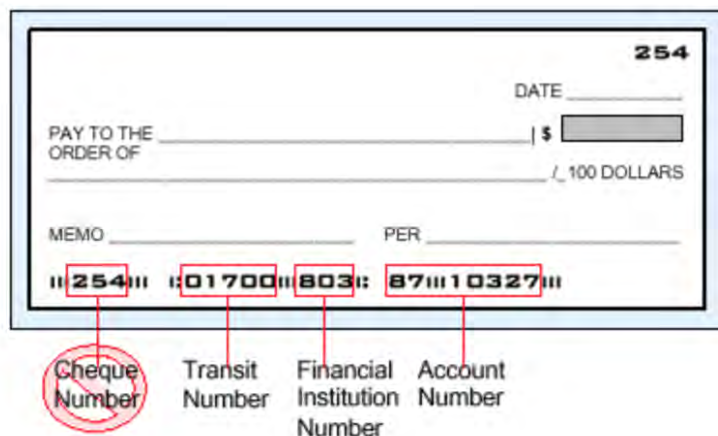 254
DATE
PAY TO THE ORDER OF | $
/_ 100 DOLLARS
MEMO PER
⑈254⑈ ⑆01700⑈803⑆ 87⑈10327⑈
Cheque Number
Transit Number
Financial Institution Number
Account Number